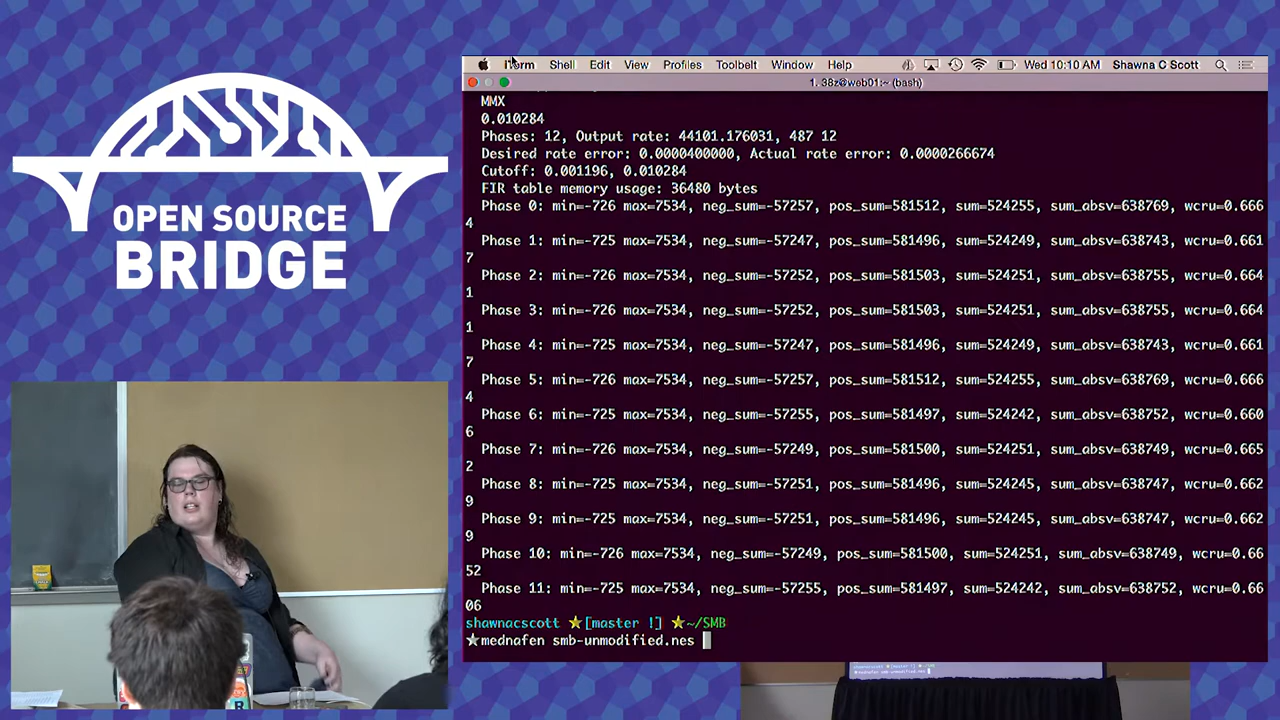 OPEN SOURCE
BRIDGE
iTerm Shell Edit View Profiles Toolbelt Window Help Wed 10:10 AM Shawna C Scott
1. 38z@web01:~ (bash)
MMX
0.010284
Phases: 12, Output rate: 44101.176031, 487 12
Desired rate error: 0.0000400000, Actual rate error: 0.0000266674
Cutoff: 0.001196, 0.010284
FIR table memory usage: 36480 bytes
Phase 0: min=-726 max=7534, neg_sum=-57257, pos_sum=581512, sum=524255, sum_absv=638769, wcru=0.666
4
Phase 1: min=-725 max=7534, neg_sum=-57247, pos_sum=581496, sum=524249, sum_absv=638743, wcru=0.661
7
Phase 2: min=-726 max=7534, neg_sum=-57252, pos_sum=581503, sum=524251, sum_absv=638755, wcru=0.664
1
Phase 3: min=-726 max=7534, neg_sum=-57252, pos_sum=581503, sum=524251, sum_absv=638755, wcru=0.664
1
Phase 4: min=-725 max=7534, neg_sum=-57247, pos_sum=581496, sum=524249, sum_absv=638743, wcru=0.661
7
Phase 5: min=-726 max=7534, neg_sum=-57257, pos_sum=581512, sum=524255, sum_absv=638769, wcru=0.666
4
Phase 6: min=-725 max=7534, neg_sum=-57255, pos_sum=581497, sum=524242, sum_absv=638752, wcru=0.660
6
Phase 7: min=-725 max=7534, neg_sum=-57249, pos_sum=581500, sum=524251, sum_absv=638749, wcru=0.665
2
Phase 8: min=-725 max=7534, neg_sum=-57251, pos_sum=581496, sum=524245, sum_absv=638747, wcru=0.662
9
Phase 9: min=-725 max=7534, neg_sum=-57251, pos_sum=581496, sum=524245, sum_absv=638747, wcru=0.662
9
Phase 10: min=-726 max=7534, neg_sum=-57249, pos_sum=581500, sum=524251, sum_absv=638749, wcru=0.66
52
Phase 11: min=-725 max=7534, neg_sum=-57255, pos_sum=581497, sum=524242, sum_absv=638752, wcru=0.66
06
shawnacscott ★[master !] ★~/SMB
★mednafen smb-unmodified.nes